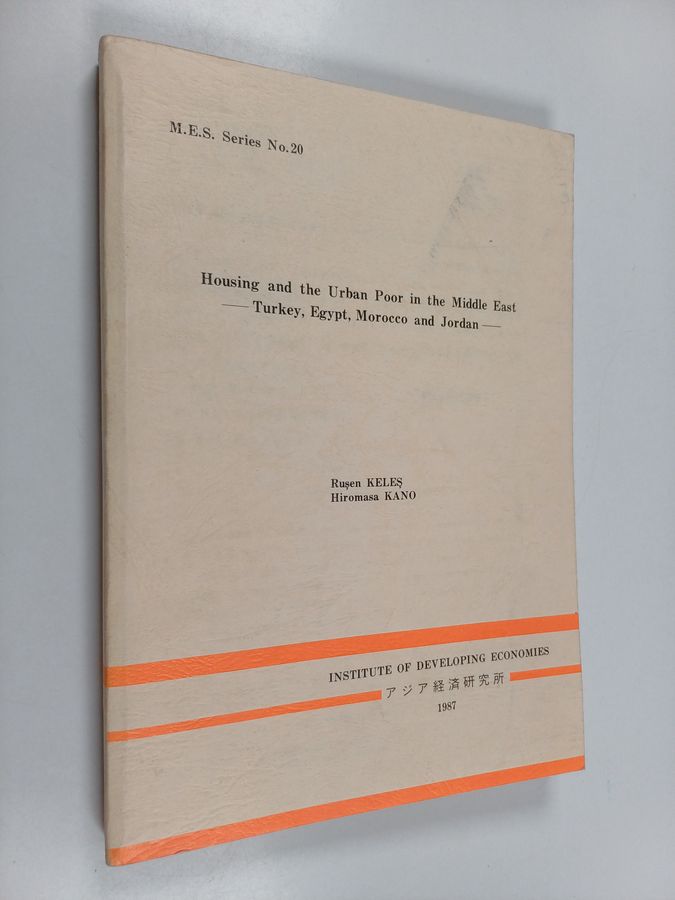 M.E.S. Series No.20
Housing and the Urban Poor in the Middle East
— Turkey, Egypt, Morocco and Jordan —
Ruşen KELEŞ
Hiromasa KANO
INSTITUTE OF DEVELOPING ECONOMIES
アジア経済研究所
1987